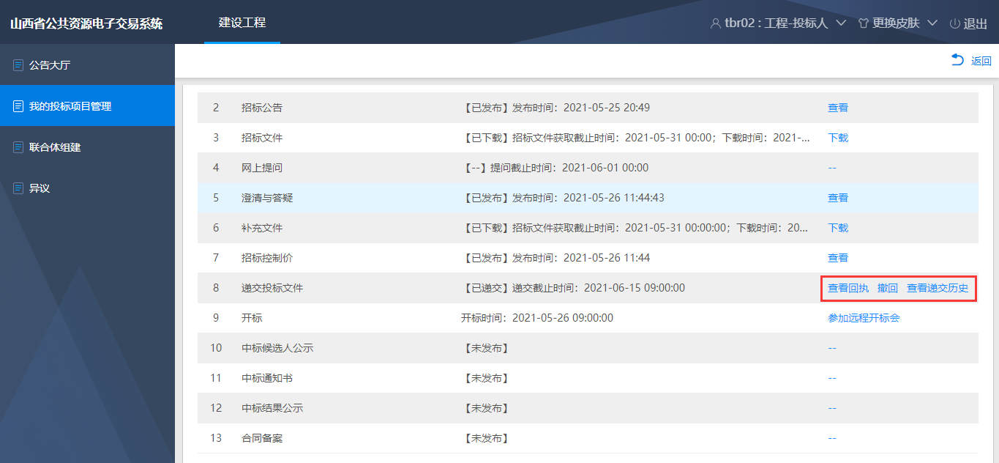 山西省公共资源电子交易系统 建设工程 tbr02 : 工程-投标人 更换皮肤 退出
公告大厅
我的投标项目管理
联合体组建
异议
返回
2 招标公告 【已发布】发布时间：2021-05-25 20:49 查看
3 招标文件 【已下载】招标文件获取截止时间：2021-05-31 00:00；下载时间：2021-... 下载
4 网上提问 【--】提问截止时间：2021-06-01 00:00 --
5 澄清与答疑 【已发布】发布时间：2021-05-26 11:44:43 查看
6 补充文件 【已下载】招标文件获取截止时间：2021-05-31 00:00:00；下载时间：20... 下载
7 招标控制价 【已发布】发布时间：2021-05-26 11:44 查看
8 递交投标文件 【已递交】递交截止时间：2021-06-15 09:00:00 查看回执 撤回 查看递交历史
9 开标 开标时间：2021-05-26 09:00:00 参加远程开标会
10 中标候选人公示 【未发布】 --
11 中标通知书 【未发布】 --
12 中标结果公示 【未发布】 --
13 合同备案 【未发布】 --